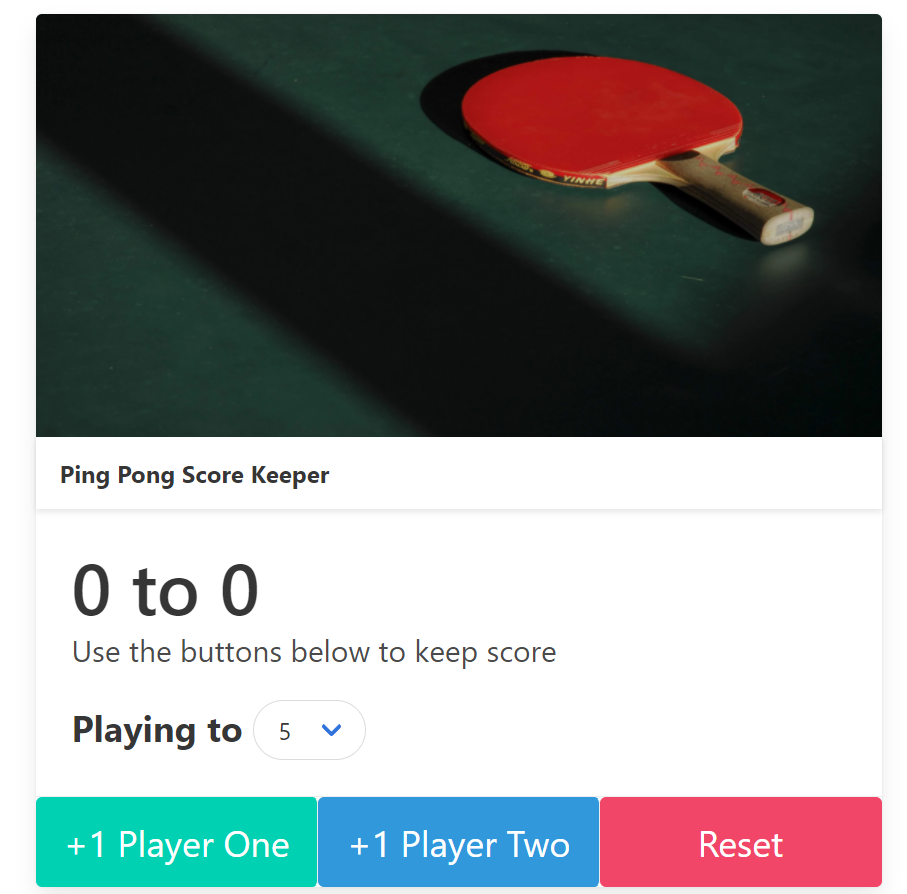 YINHE
Ping Pong Score Keeper
0 to 0
Use the buttons below to keep score
Playing to 5
+1 Player One
+1 Player Two
Reset